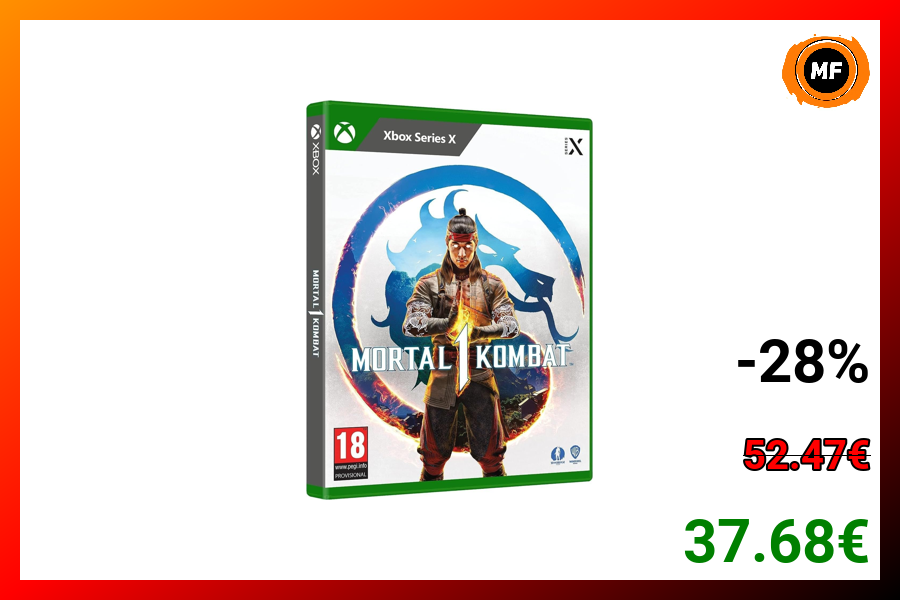 MF
Xbox Series X
SERIES X
XBOX
MORTAL 1 KOMBAT
MORTAL 1 KOMBAT
18
www.pegi.info
PROVISIONAL
-28%
52.47€
37.68€